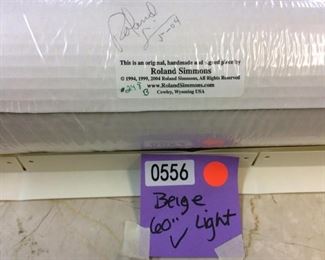 Roland
5-04
This is an original, handmade and signed piece by
Roland Simmons
© 1994, 1999, 2004 Roland Simmons, All Rights Reserved
www.RolandSimmons.com
Cowley, Wyoming USA
B
0556
Beige
60" Light